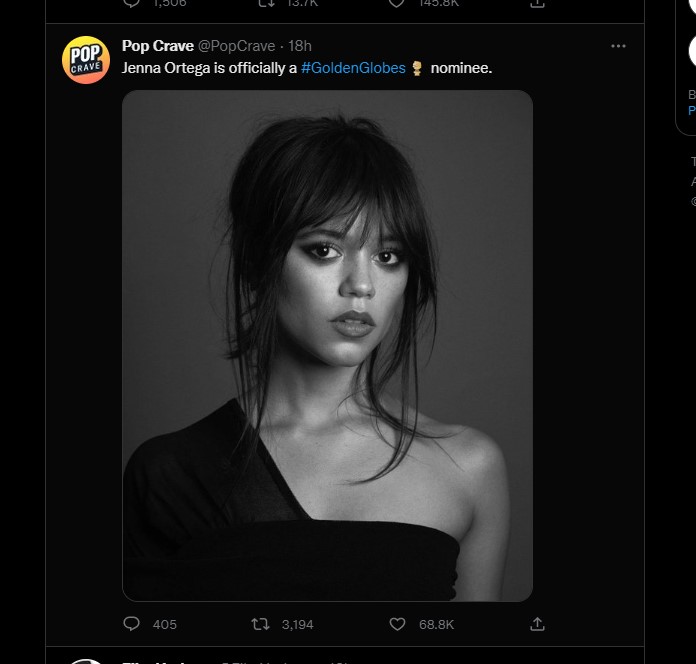 1,506 13.7K 145.8K
Pop Crave @PopCrave · 18h
POP
CRAVE
Jenna Ortega is officially a #GoldenGlobes nominee.
405 3,194 68.8K